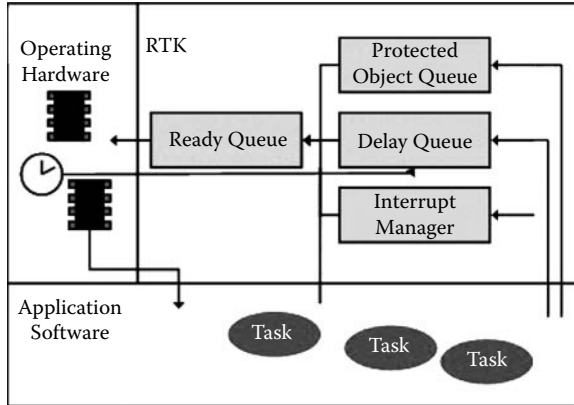 Operating
Hardware
RTK
Protected
Object Queue
Ready Queue
Delay Queue
Interrupt
Manager
Application
Software
Task
Task
Task